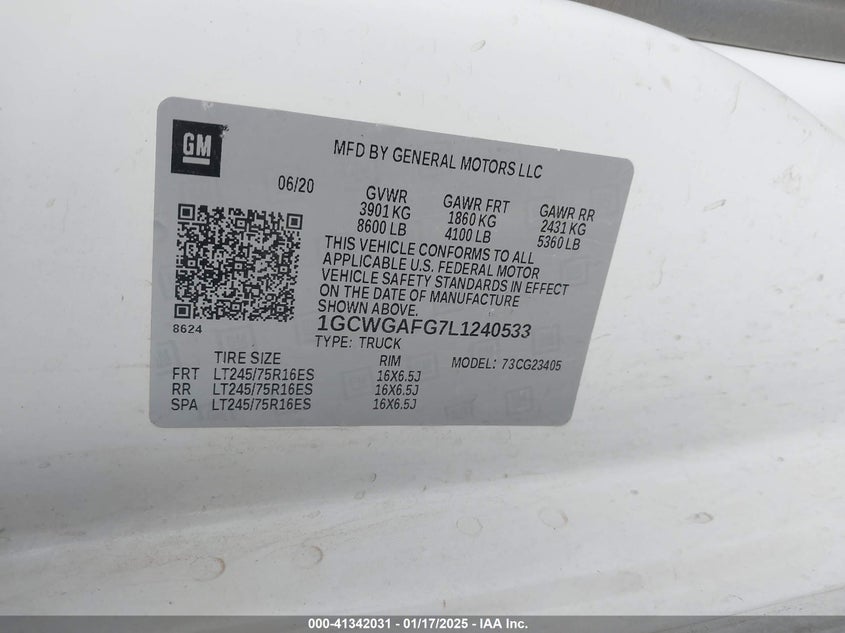 GM
MFD BY GENERAL MOTORS LLC
06/20
GVWR GAWR FRT GAWR RR
3901 KG 1860 KG 2431 KG
8600 LB 4100 LB 5360 LB
THIS VEHICLE CONFORMS TO ALL
APPLICABLE U.S. FEDERAL MOTOR
VEHICLE SAFETY STANDARDS IN EFFECT
ON THE DATE OF MANUFACTURE
SHOWN ABOVE.
8624
1GCWGAFG7L1240533
TYPE: TRUCK MODEL: 73CG23405
TIRE SIZE RIM
FRT LT245/75R16ES 16X6.5J
RR LT245/75R16ES 16X6.5J
SPA LT245/75R16ES 16X6.5J
000-41342031 - 01/17/2025 - IAA Inc.